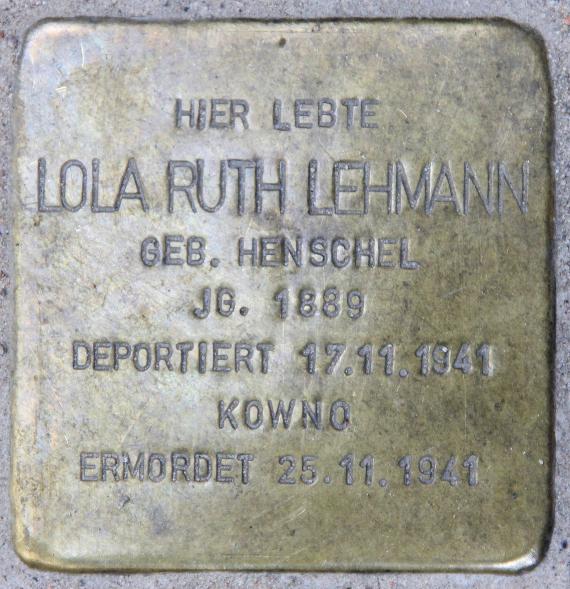 HIER LEBTE
LOLA RUTH LEHMANN
GEB. HENSCHEL
JG. 1889
DEPORTIERT 17.11.1941
KOWNO
ERMORDET 25.11.1941